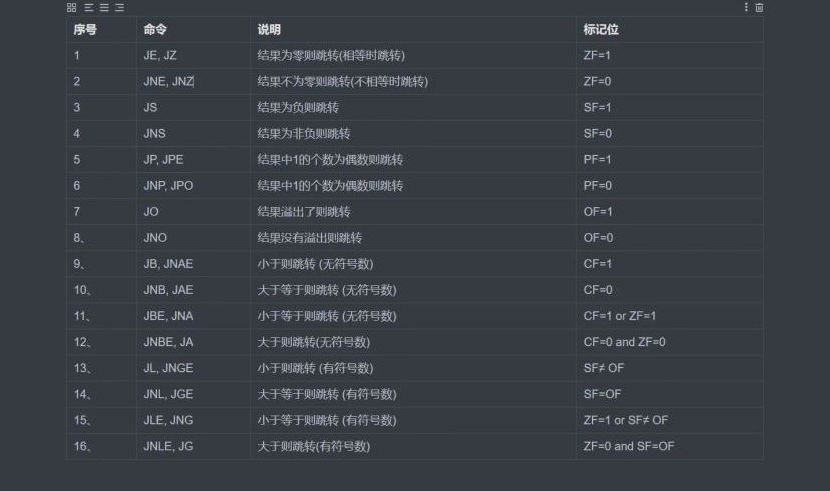 序号 命令 说明 标记位
1 JE, JZ 结果为零则跳转(相等时跳转) ZF=1
2 JNE, JNZ 结果不为零则跳转(不相等时跳转) ZF=0
3 JS 结果为负则跳转 SF=1
4 JNS 结果为非负则跳转 SF=0
5 JP, JPE 结果中1的个数为偶数则跳转 PF=1
6 JNP, JPO 结果中1的个数为偶数则跳转 PF=0
7 JO 结果溢出了则跳转 OF=1
8、 JNO 结果没有溢出则跳转 OF=0
9、 JB, JNAE 小于则跳转 (无符号数) CF=1
10、 JNB, JAE 大于等于则跳转 (无符号数) CF=0
11、 JBE, JNA 小于等于则跳转 (无符号数) CF=1 or ZF=1
12、 JNBE, JA 大于则跳转(无符号数) CF=0 and ZF=0
13、 JL, JNGE 小于则跳转 (有符号数) SF≠ OF
14、 JNL, JGE 大于等于则跳转 (有符号数) SF=OF
15、 JLE, JNG 小于等于则跳转 (有符号数) ZF=1 or SF≠ OF
16、 JNLE, JG 大于则跳转(有符号数) ZF=0 and SF=OF